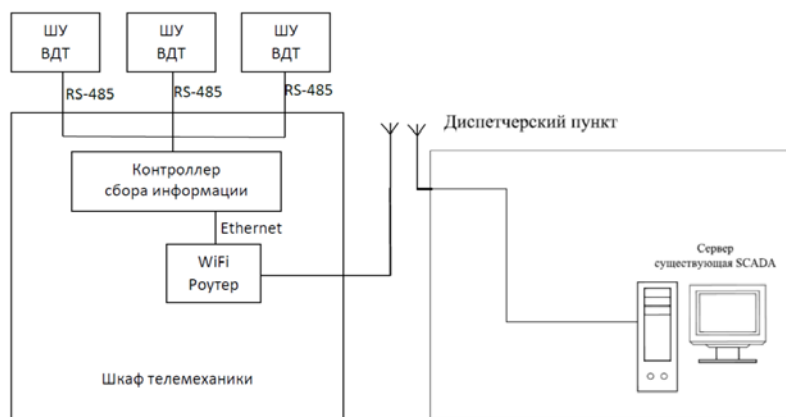 ШУ
ВДТ
ШУ
ВДТ
ШУ
ВДТ
RS-485
RS-485
RS-485
Диспетчерский пункт
Контроллер
сбора информации
Ethernet
WiFi
Роутер
Сервер
существующая SCADA
Шкаф телемеханики